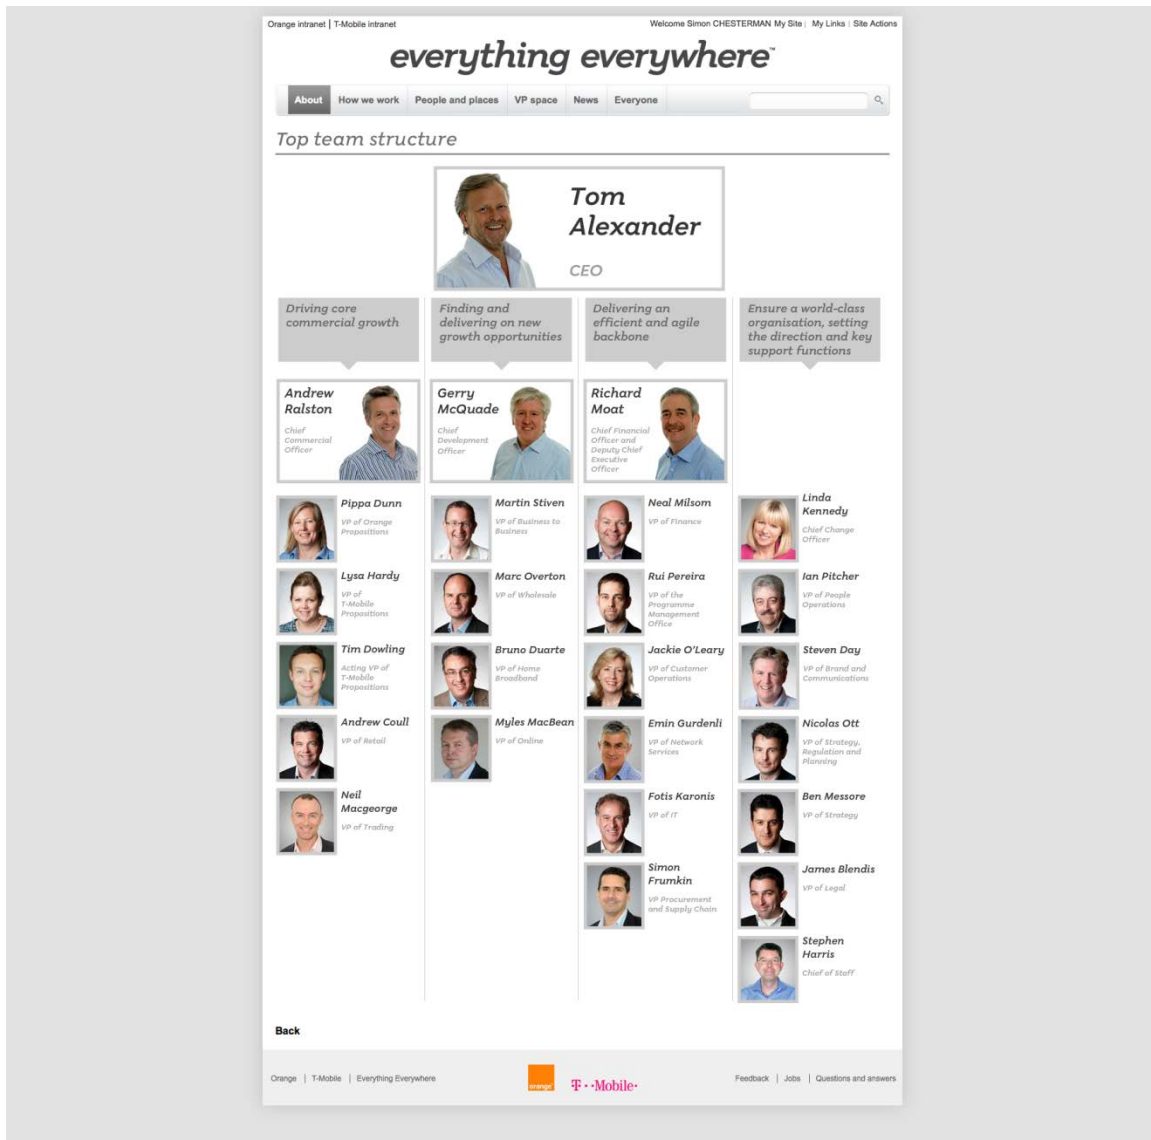 Orange intranet | T-Mobile intranet
Welcome Simon CHESTERMAN My Site | My Links | Site Actions
everything everywhere™
About How we work People and places VP space News Everyone
Top team structure
Tom
Alexander
CEO
Driving core
commercial growth
Finding and
delivering on new
growth opportunities
Delivering an
efficient and agile
backbone
Ensure a world-class
organisation, setting
the direction and key
support functions
Andrew
Ralston
Chief
Commercial
Officer
Gerry
McQuade
Chief
Development
Officer
Richard
Moat
Chief Financial
Officer and
Deputy Chief
Executive
Officer
Pippa Dunn
VP of Orange
Propositions
Lysa Hardy
VP of
T-Mobile
Propositions
Tim Dowling
Acting VP of
T-Mobile
Propositions
Andrew Coull
VP of Retail
Neil
Macgeorge
VP of Trading
Martin Stiven
VP of Business to
Business
Marc Overton
VP of Wholesale
Bruno Duarte
VP of Home
Broadband
Myles MacBean
VP of Online
Neal Milsom
VP of Finance
Rui Pereira
VP of the
Programme
Management
Office
Jackie O'Leary
VP of Customer
Operations
Emin Gurdenli
VP of Network
Services
Fotis Karonis
VP of IT
Simon
Frumkin
VP Procurement
and Supply Chain
Linda
Kennedy
Chief Change
Officer
Ian Pitcher
VP of People
Operations
Steven Day
VP of Brand and
Communications
Nicolas Ott
VP of Strategy,
Regulation and
Planning
Ben Messore
VP of Strategy
James Blendis
VP of Legal
Stephen
Harris
Chief of Staff
Back
Orange | T-Mobile | Everything Everywhere
orange™
T··Mobile·
Feedback | Jobs | Questions and answers